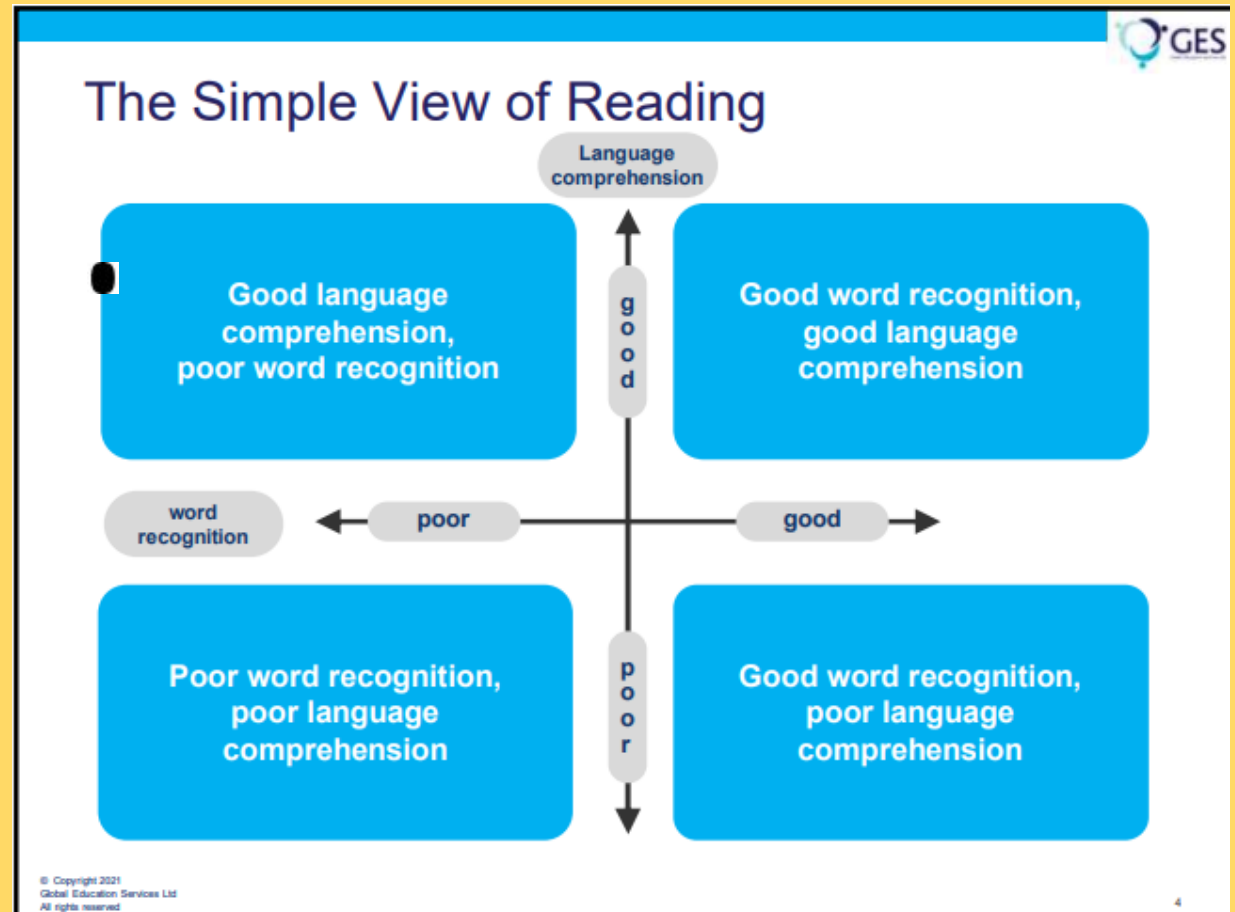 GES
The Simple View of Reading
Language
comprehension
Good language
comprehension,
poor word recognition
good
Good word recognition,
good language
comprehension
word
recognition
poor
good
Poor word recognition,
poor language
comprehension
poor
Good word recognition,
poor language
comprehension
© Copyright 2021
Global Education Services Ltd
All rights reserved
4